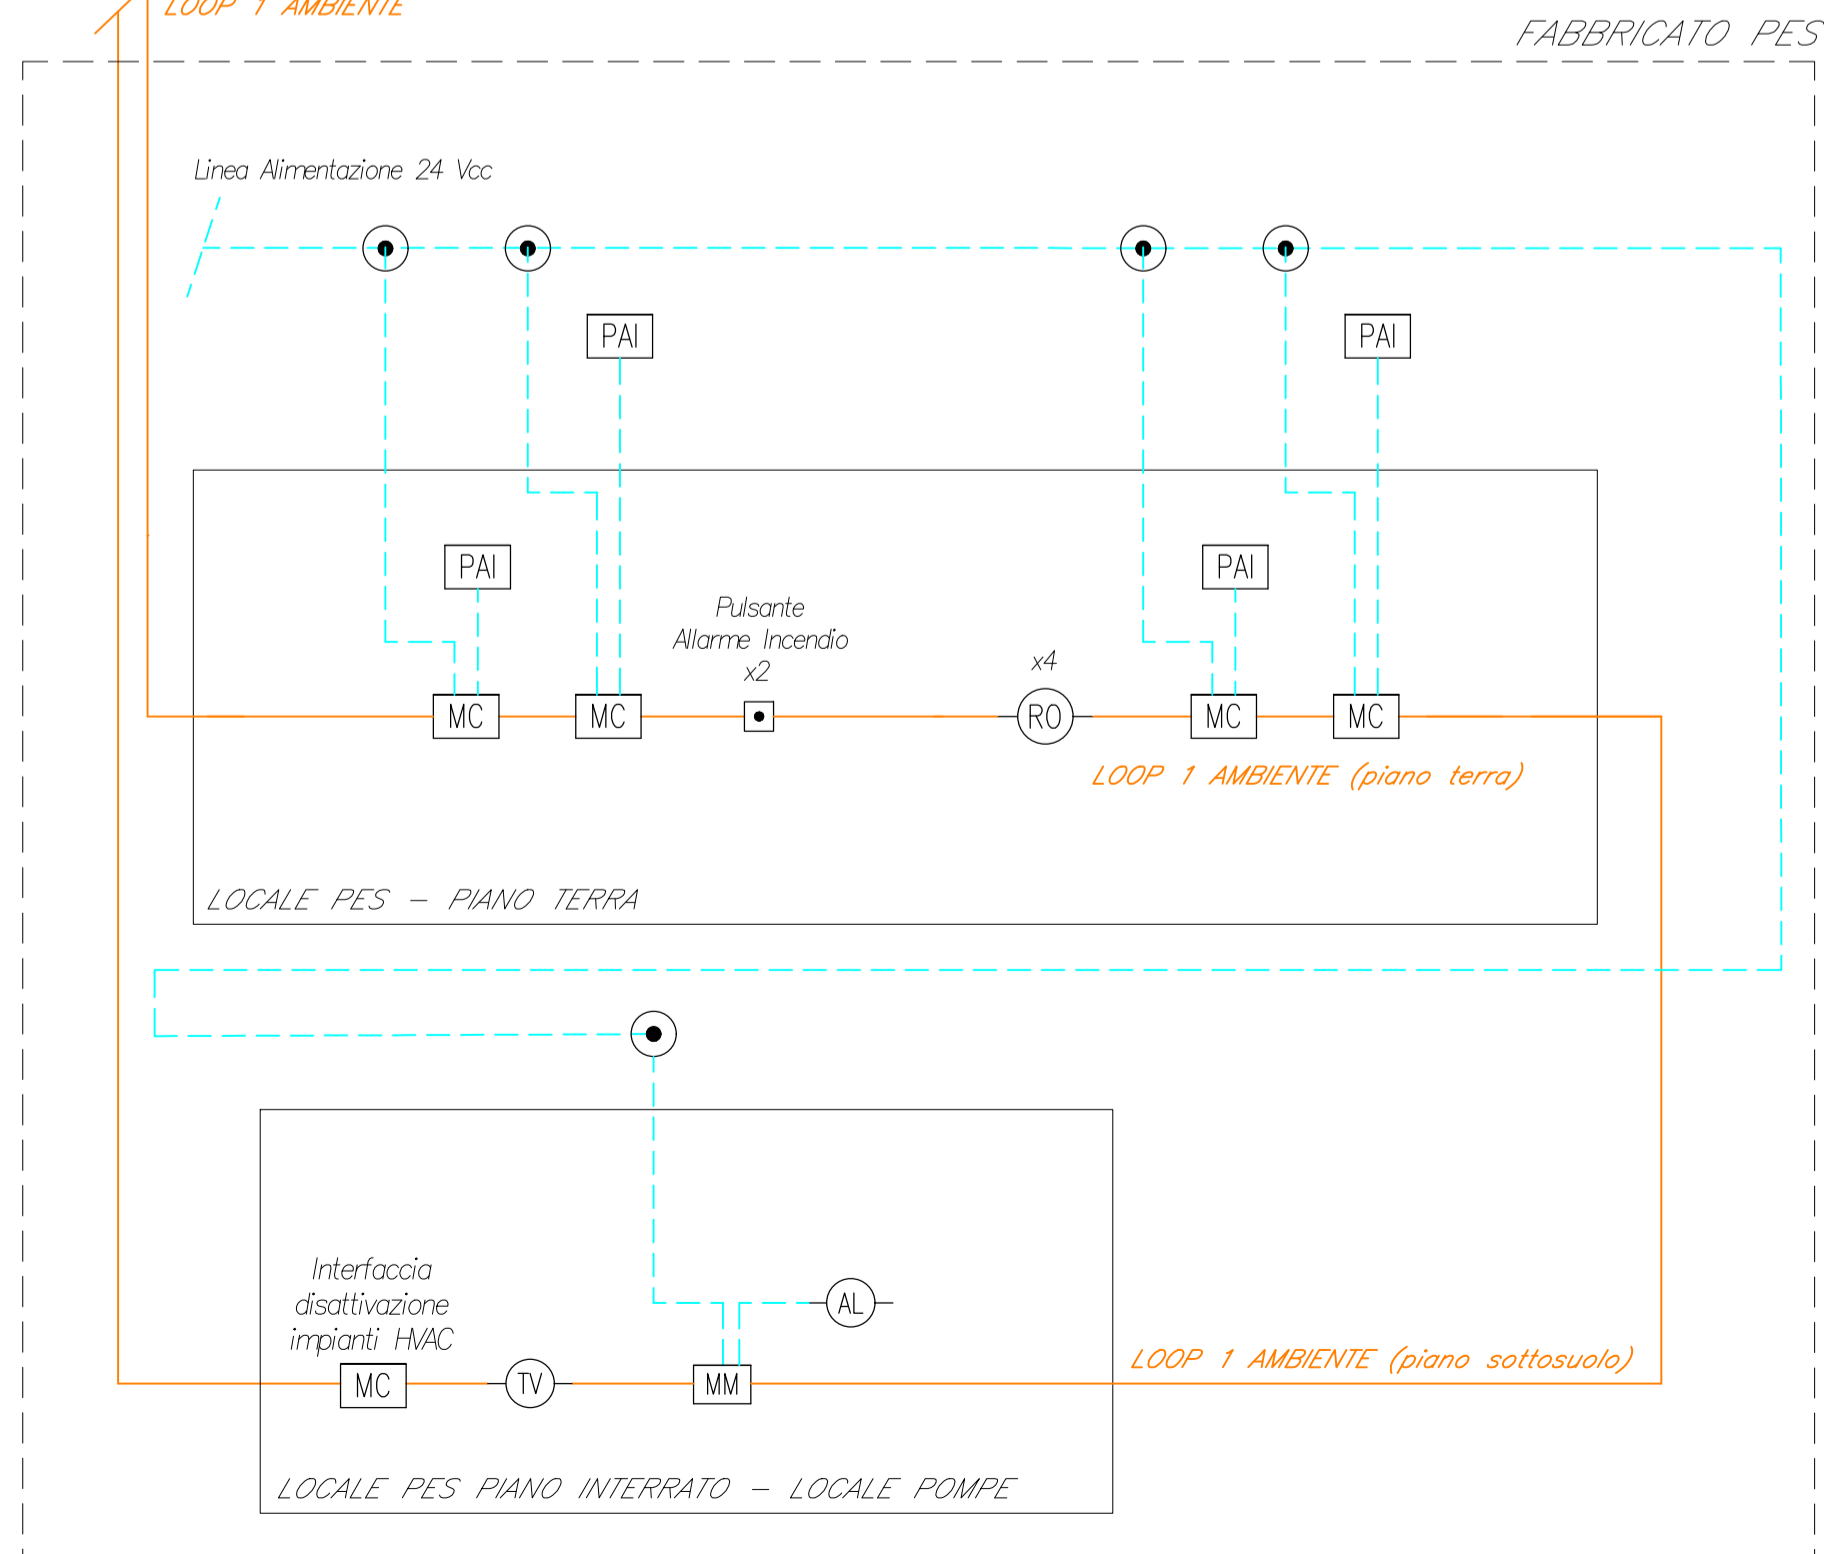 LOOP 1 AMBIENTE
FABBRICATO PES
Linea Alimentazione 24 Vcc
PAI
PAI
PAI
PAI
Pulsante
Allarme Incendio
x2
x4
MC
MC
RO
MC
MC
LOOP 1 AMBIENTE (piano terra)
LOCALE PES - PIANO TERRA
Interfaccia
disattivazione
impianti HVAC
AL
MC
TV
MM
LOOP 1 AMBIENTE (piano sottosuolo)
LOCALE PES PIANO INTERRATO - LOCALE POMPE